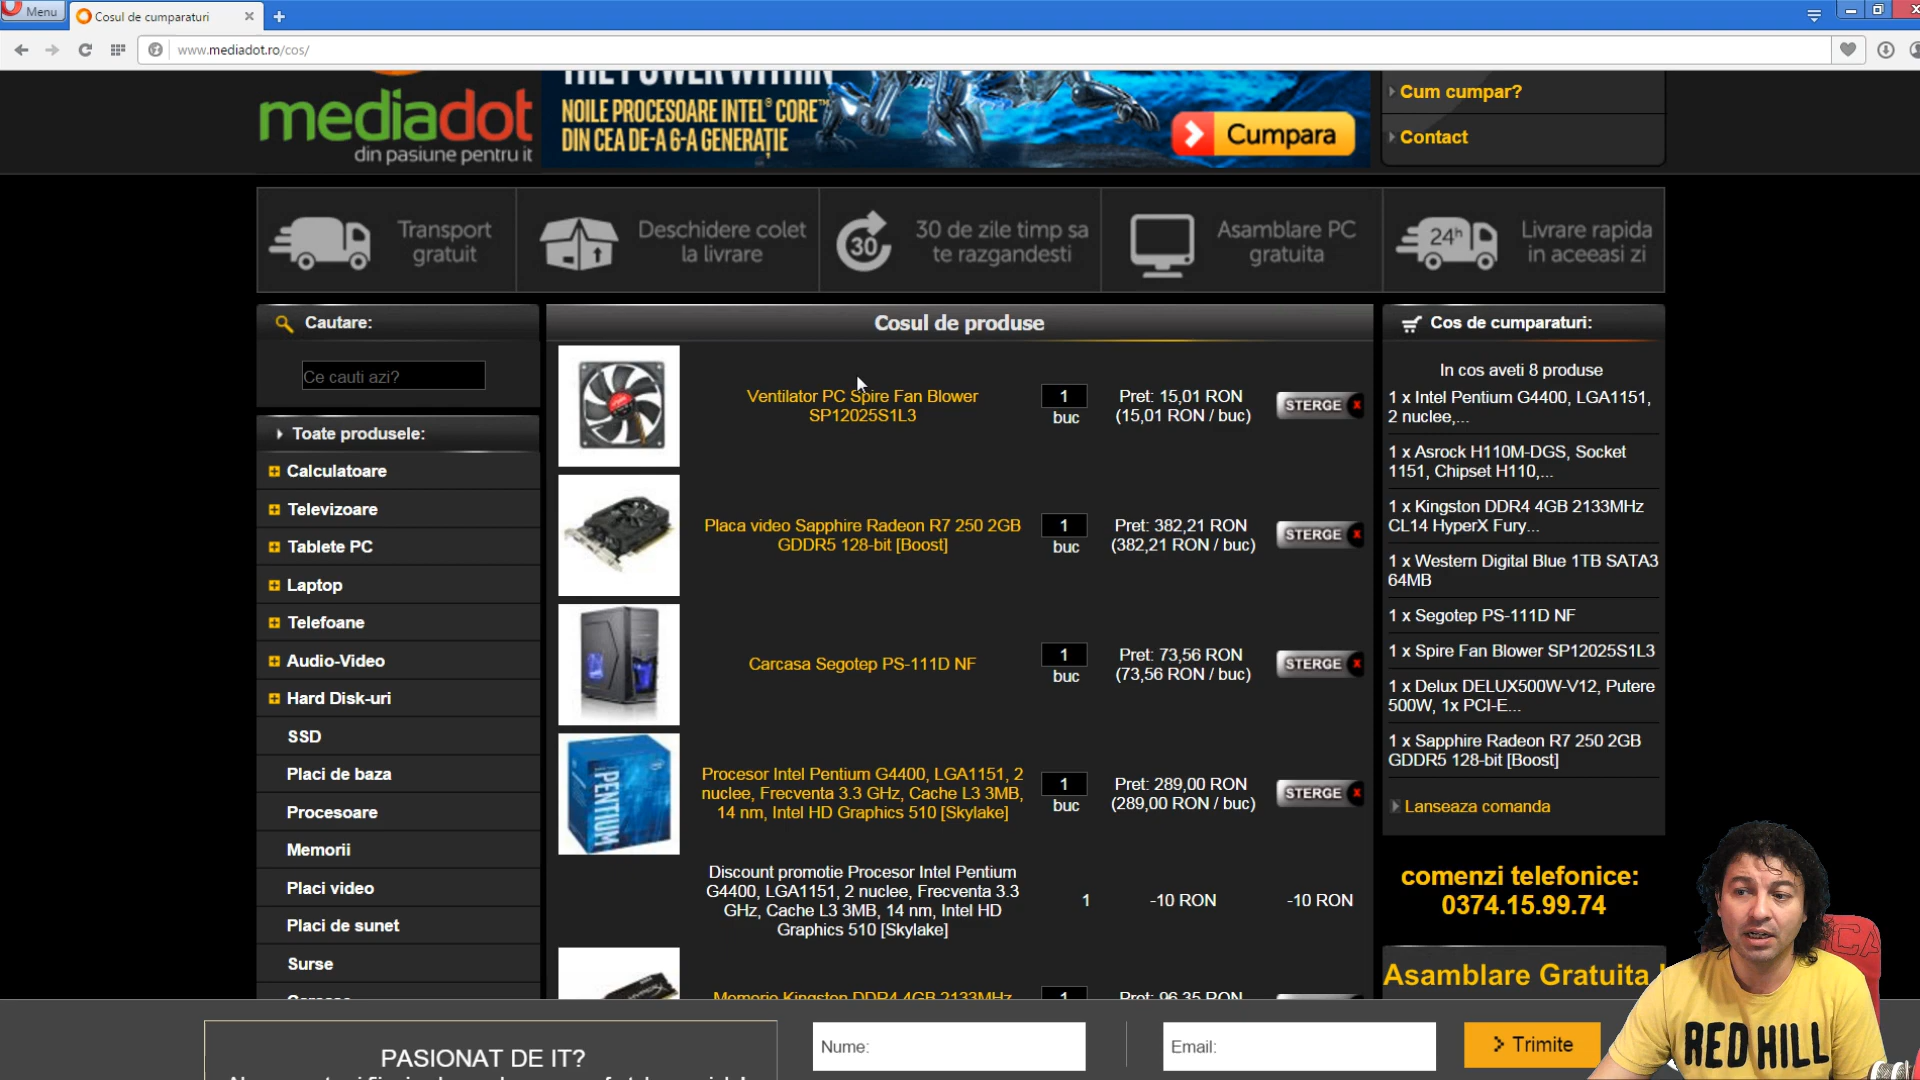 Menu
Cosul de cumparaturi
www.mediadot.ro/cos/
mediadot
din pasiune pentru it
THE POWER WITHIN
NOILE PROCESOARE INTEL® CORE™
DIN CEA DE-A 6-A GENERAȚIE
Cumpara
Cum cumpar?
Contact
Transport
gratuit
Deschidere colet
la livrare
30
30 de zile timp sa
te razgandesti
Asamblare PC
gratuita
24h
Livrare rapida
in aceeasi zi
Cautare:
Ce cauti azi?
Toate produsele:
Calculatoare
Televizoare
Tablete PC
Laptop
Telefoane
Audio-Video
Hard Disk-uri
SSD
Placi de baza
Procesoare
Memorii
Placi video
Placi de sunet
Surse
Cosul de produse
Ventilator PC Spire Fan Blower
SP12025S1L3
1
buc
Pret: 15,01 RON
(15,01 RON / buc)
STERGE x
Placa video Sapphire Radeon R7 250 2GB
GDDR5 128-bit [Boost]
1
buc
Pret: 382,21 RON
(382,21 RON / buc)
STERGE x
Carcasa Segotep PS-111D NF
1
buc
Pret: 73,56 RON
(73,56 RON / buc)
STERGE x
PENTIUM
Procesor Intel Pentium G4400, LGA1151, 2
nuclee, Frecventa 3.3 GHz, Cache L3 3MB,
14 nm, Intel HD Graphics 510 [Skylake]
1
buc
Pret: 289,00 RON
(289,00 RON / buc)
STERGE x
Discount promotie Procesor Intel Pentium
G4400, LGA1151, 2 nuclee, Frecventa 3.3
GHz, Cache L3 3MB, 14 nm, Intel HD
Graphics 510 [Skylake]
1
-10 RON
-10 RON
Memorie Kingston DDR4 4GB 2133MHz
1
Pret: 96,35 RON
Cos de cumparaturi:
In cos aveti 8 produse
1 x Intel Pentium G4400, LGA1151,
2 nuclee,...
1 x Asrock H110M-DGS, Socket
1151, Chipset H110,...
1 x Kingston DDR4 4GB 2133MHz
CL14 HyperX Fury...
1 x Western Digital Blue 1TB SATA3
64MB
1 x Segotep PS-111D NF
1 x Spire Fan Blower SP12025S1L3
1 x Delux DELUX500W-V12, Putere
500W, 1x PCI-E...
1 x Sapphire Radeon R7 250 2GB
GDDR5 128-bit [Boost]
Lanseaza comanda
comenzi telefonice:
0374.15.99.74
Asamblare Gratuita !
PASIONAT DE IT?
Nume:
Email:
Trimite
RED HILL